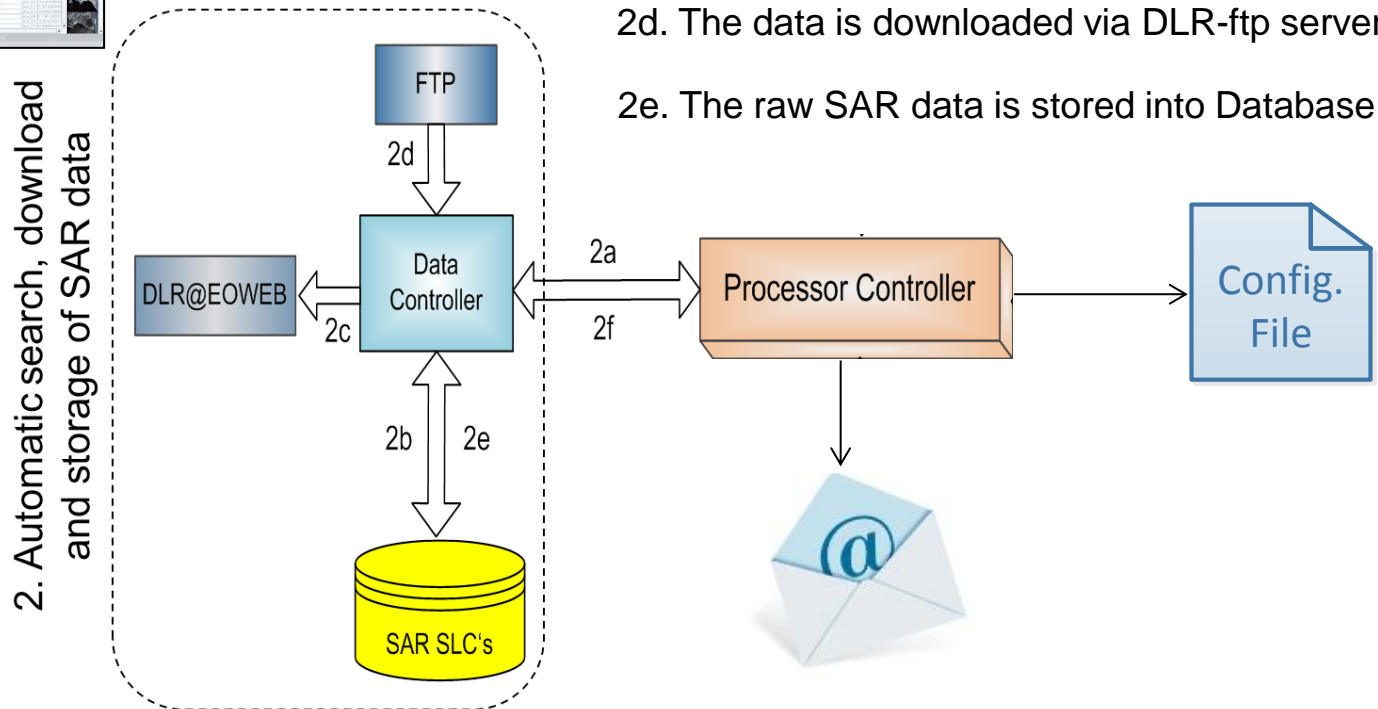 2d. The data is downloaded via DLR-ftp server
2e. The raw SAR data is stored into Database
2. Automatic search, download
and storage of SAR data
FTP
2d
DLR@EOWEB
2c
Data
Controller
2a
2f
Processor Controller
Config.
File
2b
2e
@
SAR SLC‘s